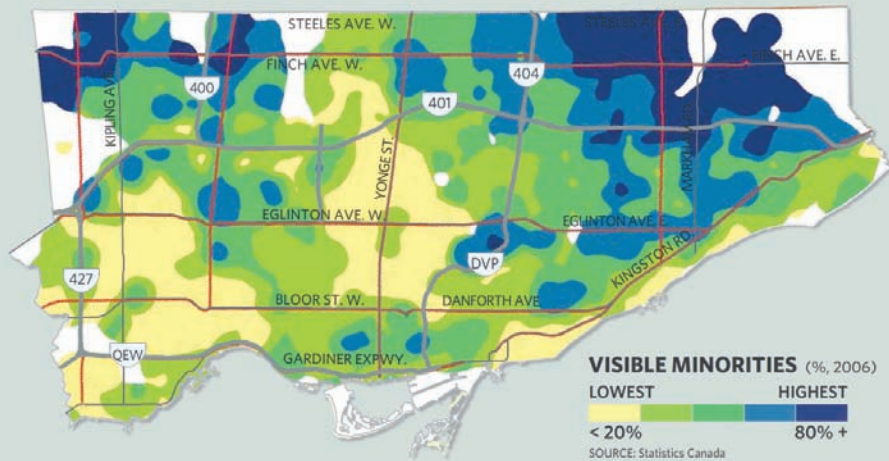 STEELES AVE. W.
STEELES AVE. E.
FINCH AVE. W.
FINCH AVE. E.
404
400
401
KIPLING AVE.
YONGE ST.
EGLINTON AVE. W.
EGLINTON AVE. E.
KINGSTON RD.
427
DVP
BLOOR ST. W.
DANFORTH AVE
QEW
GARDINER EXPWY.
VISIBLE MINORITIES (%, 2006)
LOWEST HIGHEST
< 20% 80% +
SOURCE: Statistics Canada